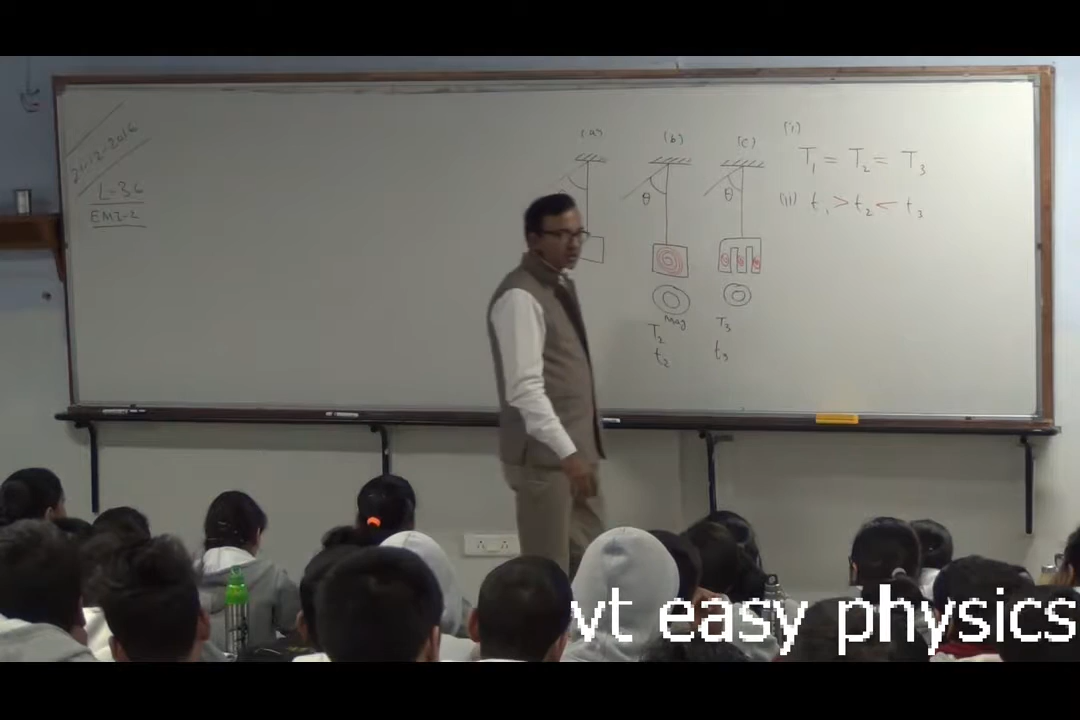 21-12-2016
L-36
EMI-2
(a)
(b)
(c)
θ
θ
Mag
T₂
t₂
T₃
t₃
(i)
T₁ = T₂ = T₃
(ii) t₁ > t₂ < t₃
vt easy physics